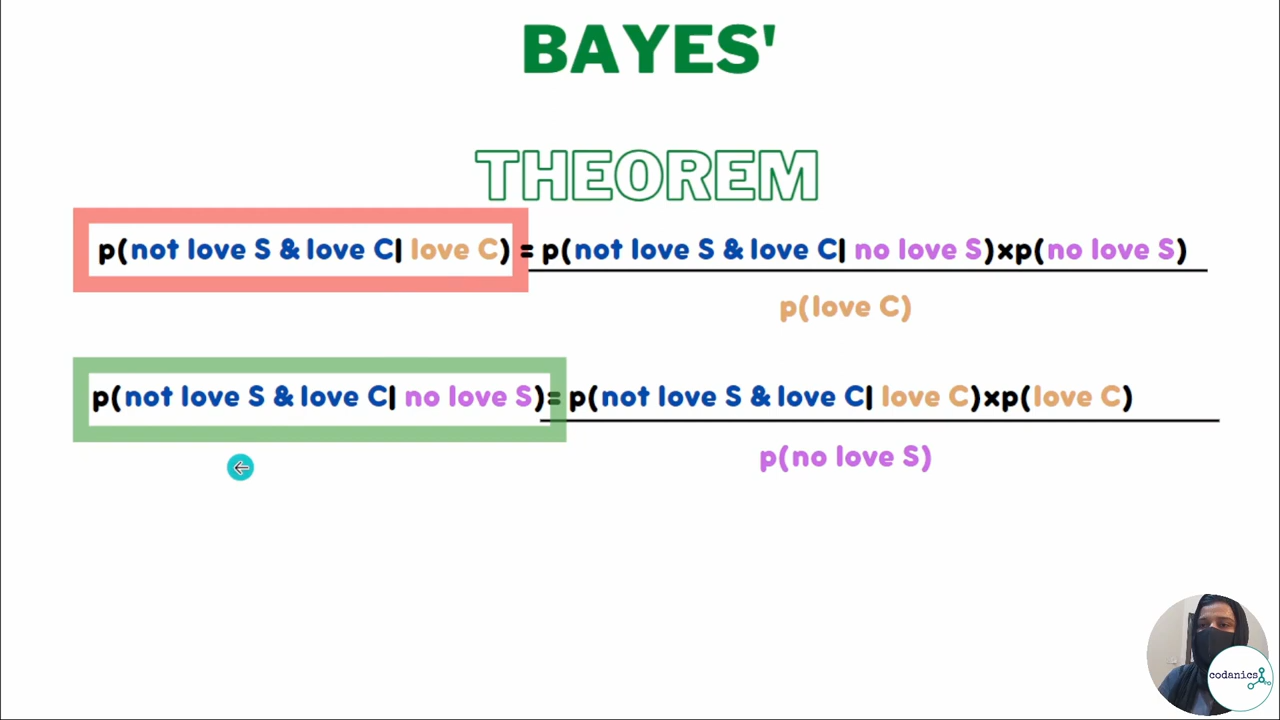 BAYES'
THEOREM
p(not love S & love C| love C) = p(not love S & love C| no love S)xp(no love S)
p(love C)
p(not love S & love C| no love S)= p(not love S & love C| love C)xp(love C)
p(no love S)
codanics